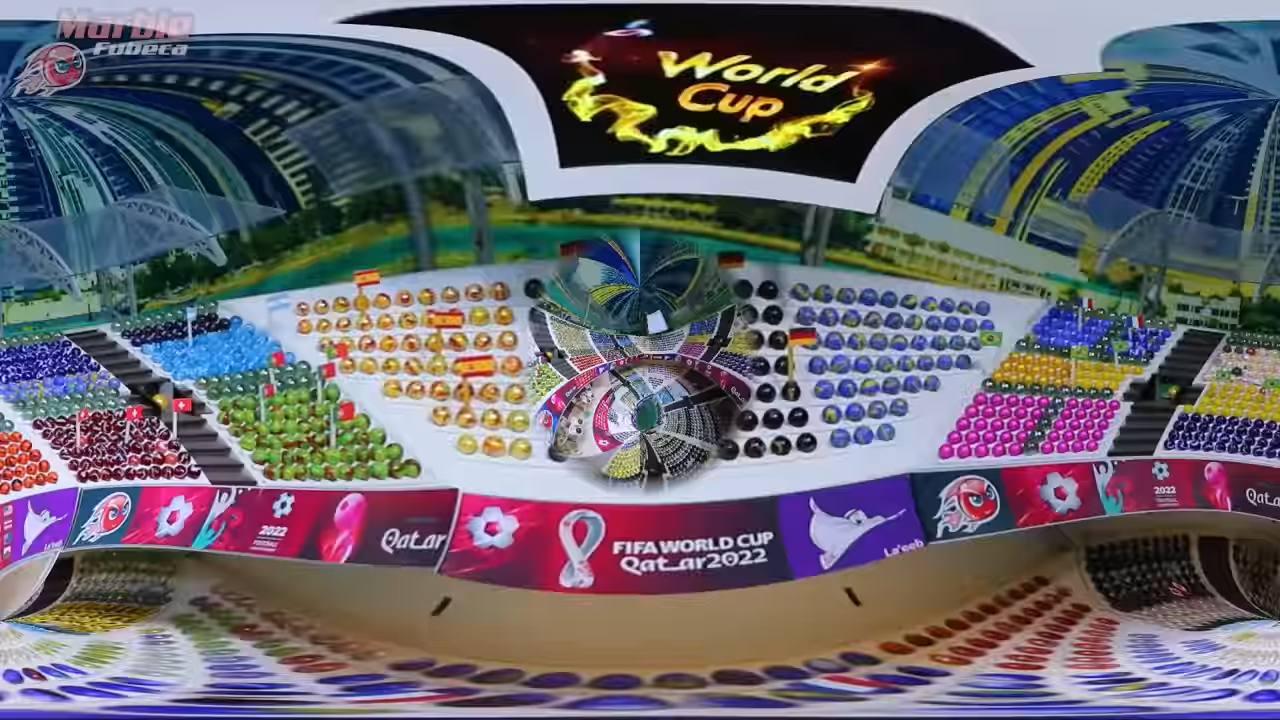 Marble
Fubeca
World
Cup
2022
Qatar
FIFA WORLD CUP
Qatar2022
La'eeb
2022
Qat